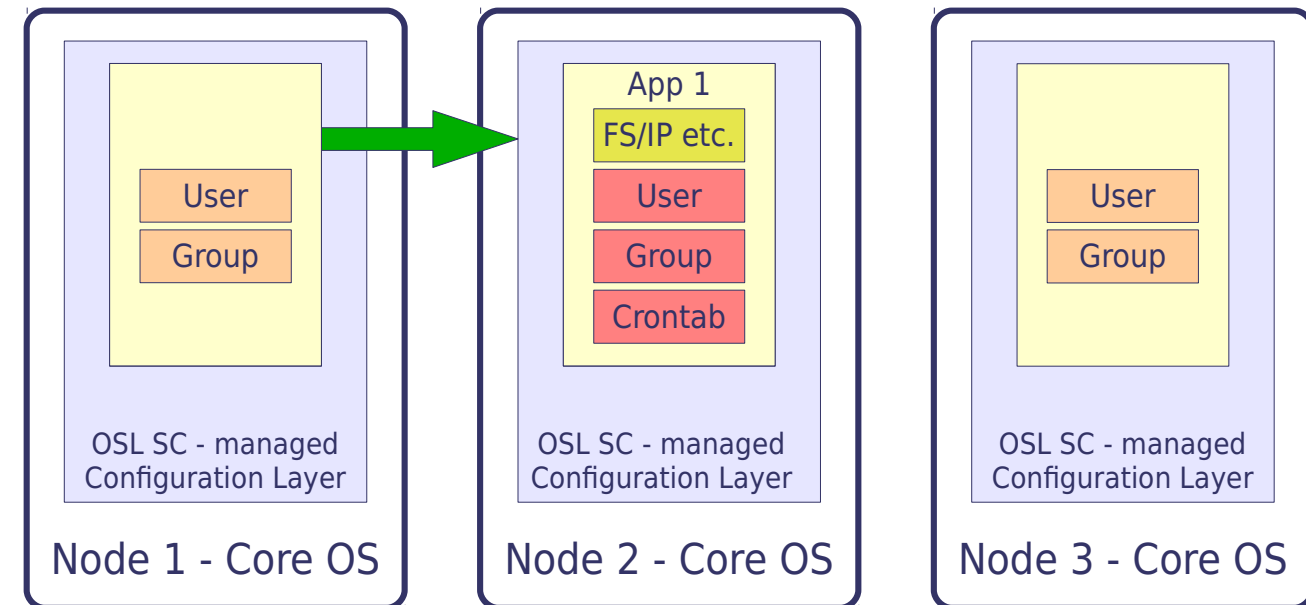 User
Group
OSL SC - managed
Configuration Layer
Node 1 - Core OS
App 1
FS/IP etc.
User
Group
Crontab
OSL SC - managed
Configuration Layer
Node 2 - Core OS
User
Group
OSL SC - managed
Configuration Layer
Node 3 - Core OS